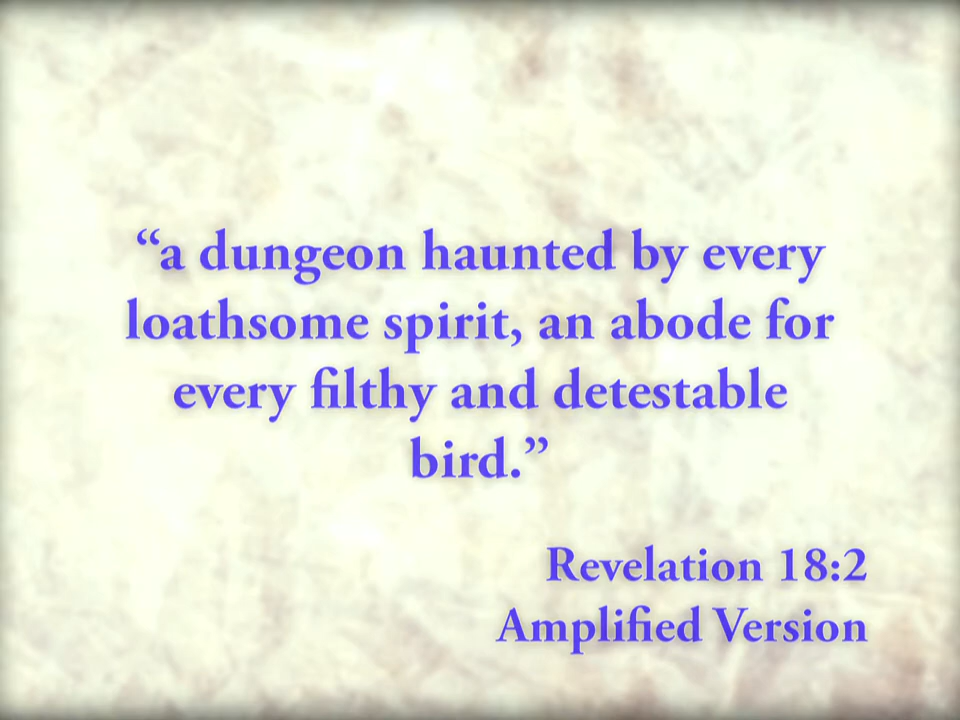 “a dungeon haunted by every
loathsome spirit, an abode for
every filthy and detestable
bird.”
Revelation 18:2
Amplified Version